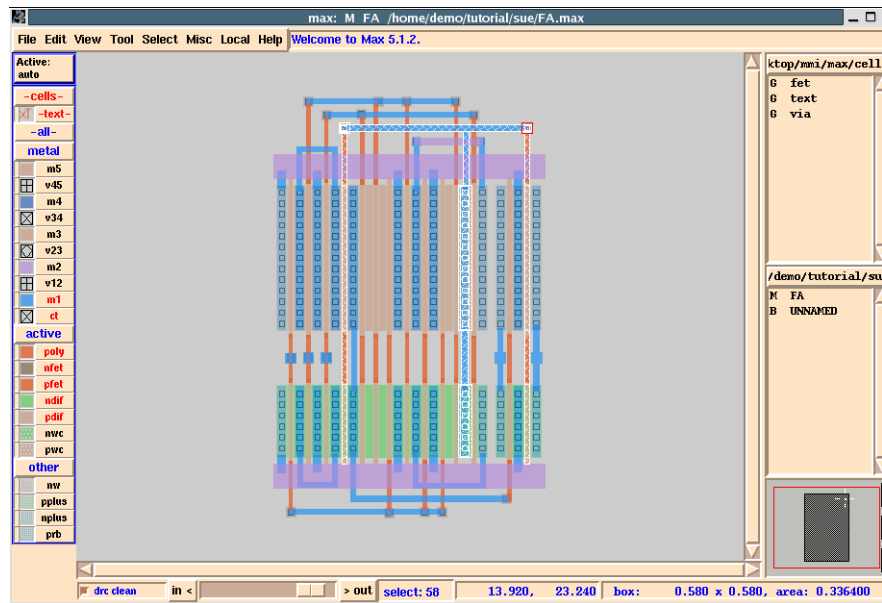 max: M FA /home/demo/tutorial/sue/FA.max
File Edit View Tool Select Misc Local Help Welcome to Max 5.1.2.
Active:
auto
-cells-
xT -text-
-all-
metal
m5
v45
m4
v34
m3
v23
m2
v12
m1
ct
active
poly
nfet
pfet
ndif
pdif
nwc
pwc
other
nw
pplus
nplus
prb
ktop/mmi/max/cell
G fet
G text
G via
/demo/tutorial/su
M FA
B UNNAMED
drc clean in < > out select: 58 13.920, 23.240 box: 0.580 x 0.580, area: 0.336400